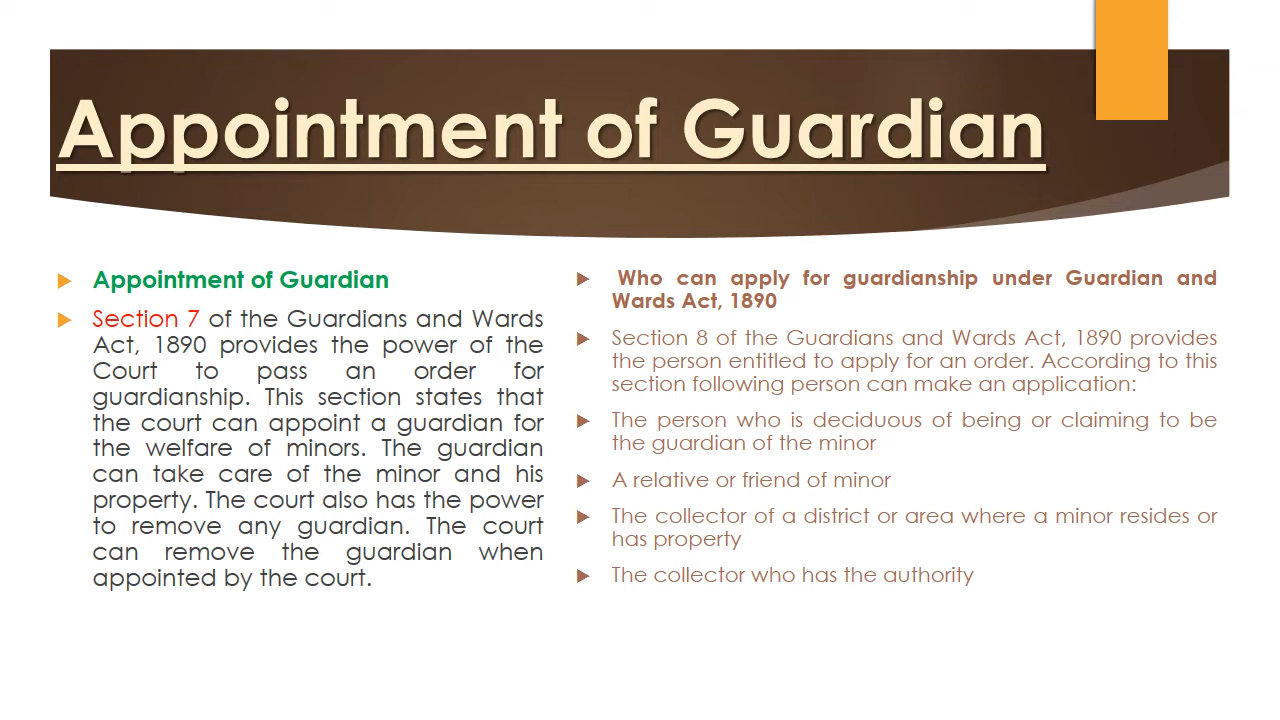 Appointment of Guardian
Appointment of Guardian
Section 7 of the Guardians and Wards
Act, 1890 provides the power of the
Court to pass an order for
guardianship. This section states that
the court can appoint a guardian for
the welfare of minors. The guardian
can take care of the minor and his
property. The court also has the power
to remove any guardian. The court
can remove the guardian when
appointed by the court.
Who can apply for guardianship under Guardian and
Wards Act, 1890
Section 8 of the Guardians and Wards Act, 1890 provides
the person entitled to apply for an order. According to this
section following person can make an application:
The person who is deciduous of being or claiming to be
the guardian of the minor
A relative or friend of minor
The collector of a district or area where a minor resides or
has property
The collector who has the authority